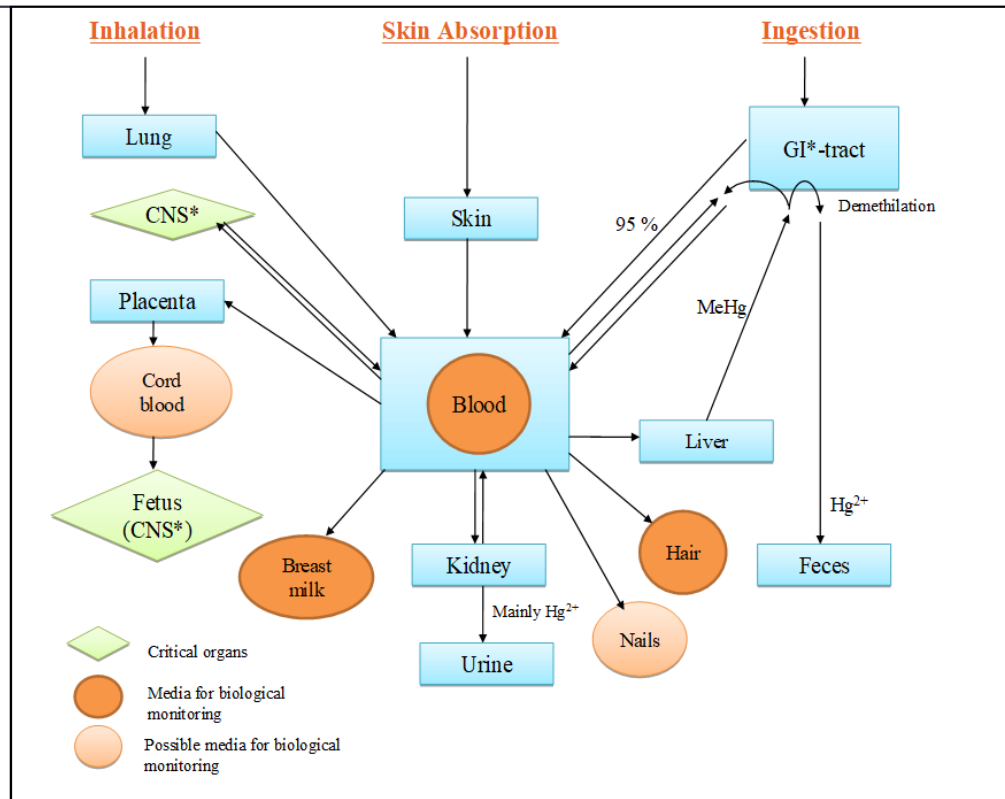 Inhalation
Skin Absorption
Ingestion
Lung
GI*-tract
CNS*
Skin
95 %
Demethilation
Placenta
MeHg
Cord
blood
Blood
Liver
Fetus
(CNS*)
Hg²⁺
Breast
milk
Kidney
Hair
Feces
Mainly Hg²⁺
Nails
Urine
Critical organs
Media for biological
monitoring
Possible media for biological
monitoring